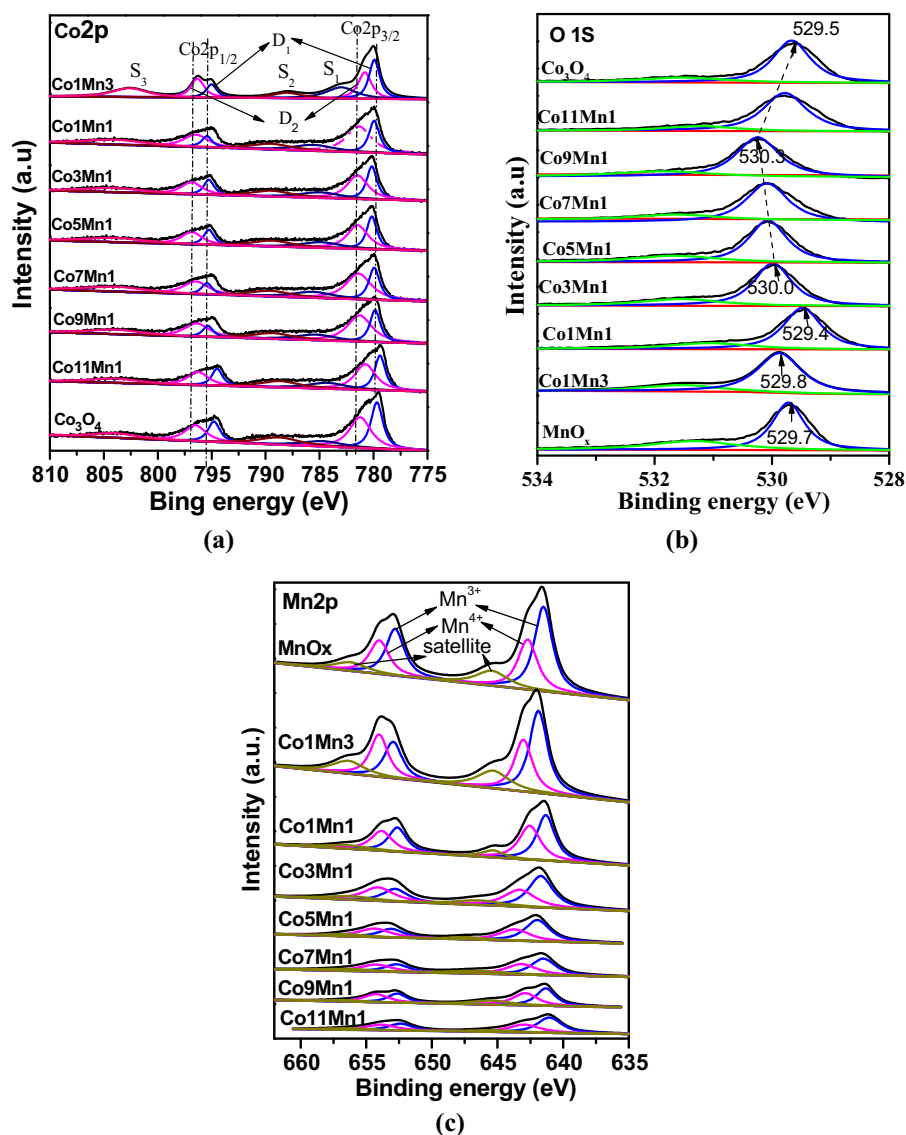 Co2p
Co2p1/2
D1
Co2p3/2
S3
S2
S1
D2
Co1Mn3
Co1Mn1
Co3Mn1
Co5Mn1
Co7Mn1
Co9Mn1
Co11Mn1
Co3O4
Intensity (a.u)
810 805 800 795 790 785 780 775
Bing energy (eV)
(a)
O 1S
529.5
Co3O4
Co11Mn1
Co9Mn1
530.3
Co7Mn1
Co5Mn1
Co3Mn1
530.0
Co1Mn1
529.4
Co1Mn3
529.8
MnOx
529.7
Intensity (a.u)
534 532 530 528
Binding energy (eV)
(b)
Mn2p
Mn3+
Mn4+
MnOx
satellite
Co1Mn3
Co1Mn1
Co3Mn1
Co5Mn1
Co7Mn1
Co9Mn1
Co11Mn1
Intensity (a.u.)
660 655 650 645 640 635
Binding energy (eV)
(c)